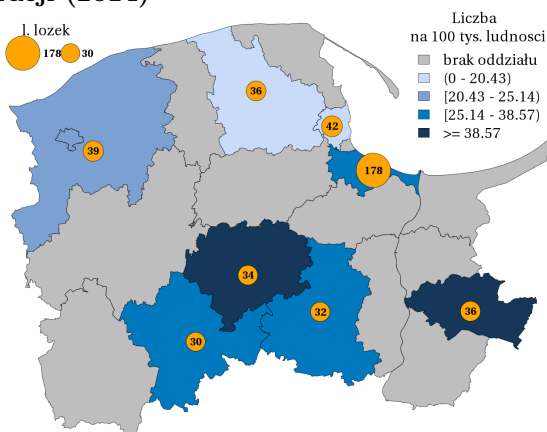 l. lozek
178 30
Liczba
na 100 tys. ludnosci
brak oddziału
(0 - 20.43)
[20.43 - 25.14)
[25.14 - 38.57)
>= 38.57
36
42
39
178
34
32
36
30